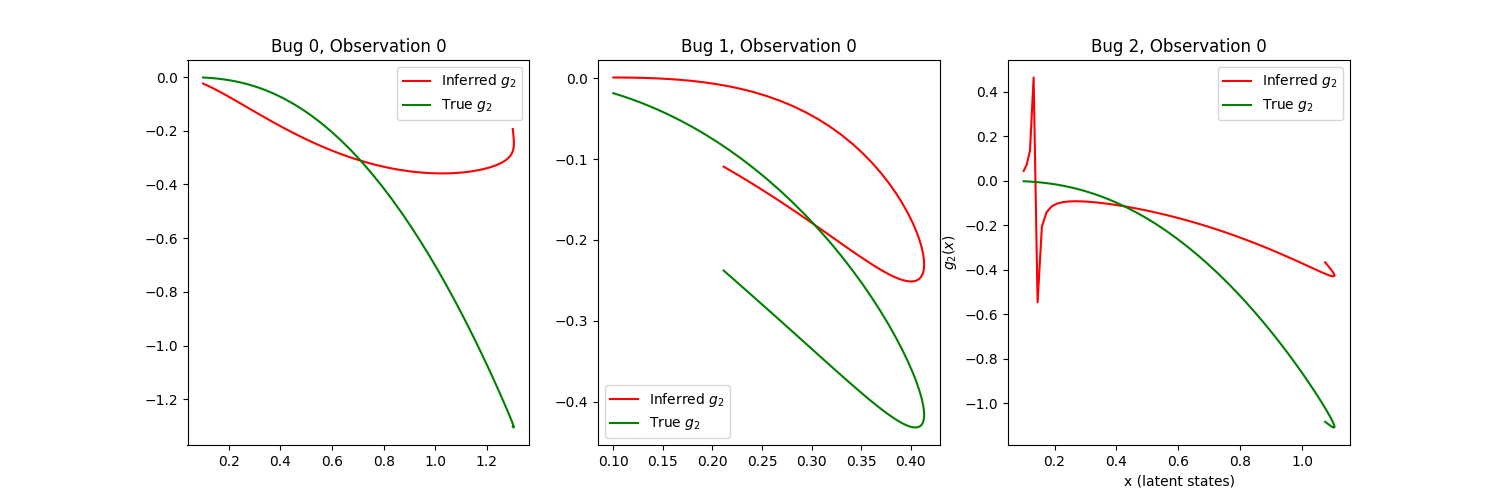 Bug 0, Observation 0
0.0
−0.2
−0.4
−0.6
−0.8
−1.0
−1.2
Inferred g₂
True g₂
0.2 0.4 0.6 0.8 1.0 1.2
Bug 1, Observation 0
0.0
−0.1
−0.2
−0.3
−0.4
Inferred g₂
True g₂
0.10 0.15 0.20 0.25 0.30 0.35 0.40
Bug 2, Observation 0
g₂(x)
0.4
0.2
0.0
−0.2
−0.4
−0.6
−0.8
−1.0
Inferred g₂
True g₂
0.2 0.4 0.6 0.8 1.0
x (latent states)